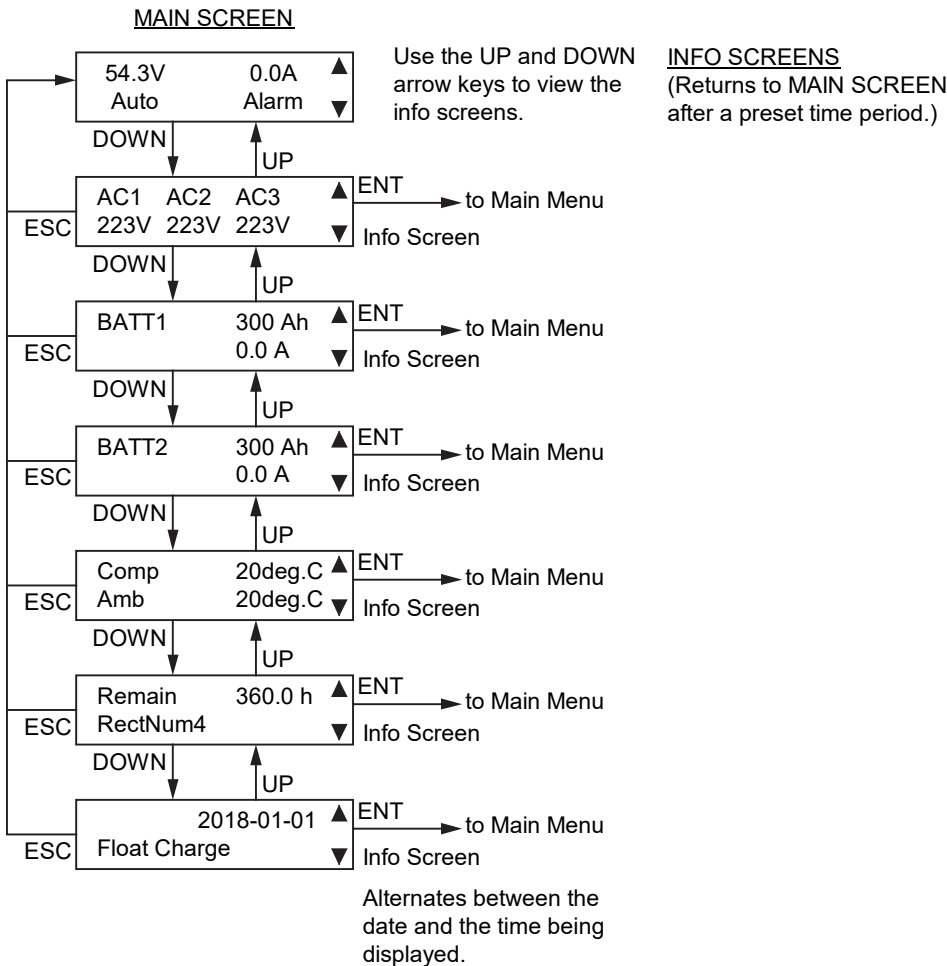 MAIN SCREEN
54.3V 0.0A
Auto Alarm
Use the UP and DOWN
arrow keys to view the
info screens.
INFO SCREENS
(Returns to MAIN SCREEN
after a preset time period.)
DOWN
UP
AC1 AC2 AC3
223V 223V 223V
ESC
ENT
to Main Menu
Info Screen
DOWN
UP
BATT1 300 Ah
0.0 A
ESC
ENT
to Main Menu
Info Screen
DOWN
UP
BATT2 300 Ah
0.0 A
ESC
ENT
to Main Menu
Info Screen
DOWN
UP
Comp 20deg.C
Amb 20deg.C
ESC
ENT
to Main Menu
Info Screen
DOWN
UP
Remain 360.0 h
RectNum4
ESC
ENT
to Main Menu
Info Screen
DOWN
UP
2018-01-01
Float Charge
ESC
ENT
to Main Menu
Info Screen
Alternates between the
date and the time being
displayed.